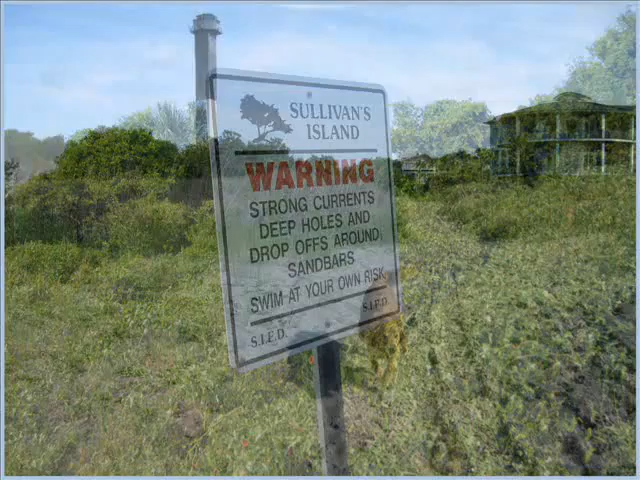 SULLIVAN'S
ISLAND
WARNING
STRONG CURRENTS
DEEP HOLES AND
DROP OFFS AROUND
SANDBARS
SWIM AT YOUR OWN RISK
S.I.F.D. S.I.P.D.